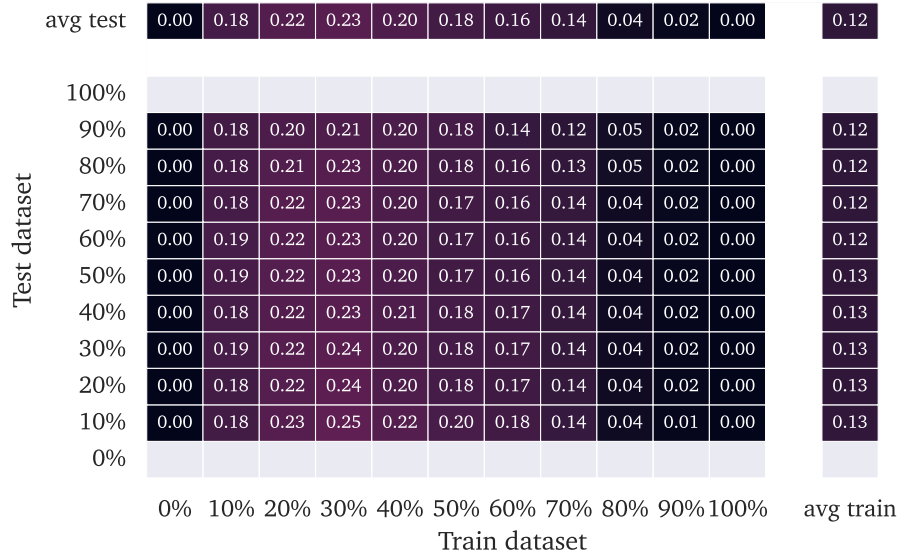 avg test 0.00 0.18 0.22 0.23 0.20 0.18 0.16 0.14 0.04 0.02 0.00 0.12
100%
90% 0.00 0.18 0.20 0.21 0.20 0.18 0.14 0.12 0.05 0.02 0.00 0.12
80% 0.00 0.18 0.21 0.23 0.20 0.18 0.16 0.13 0.05 0.02 0.00 0.12
70% 0.00 0.18 0.22 0.23 0.20 0.17 0.16 0.14 0.04 0.02 0.00 0.12
60% 0.00 0.19 0.22 0.23 0.20 0.17 0.16 0.14 0.04 0.02 0.00 0.12
50% 0.00 0.19 0.22 0.23 0.20 0.17 0.16 0.14 0.04 0.02 0.00 0.13
40% 0.00 0.18 0.22 0.23 0.21 0.18 0.17 0.14 0.04 0.02 0.00 0.13
30% 0.00 0.19 0.22 0.24 0.20 0.18 0.17 0.14 0.04 0.02 0.00 0.13
20% 0.00 0.18 0.22 0.24 0.20 0.18 0.17 0.14 0.04 0.02 0.00 0.13
10% 0.00 0.18 0.23 0.25 0.22 0.20 0.18 0.14 0.04 0.01 0.00 0.13
0%
Test dataset
0% 10% 20% 30% 40% 50% 60% 70% 80% 90% 100% avg train
Train dataset